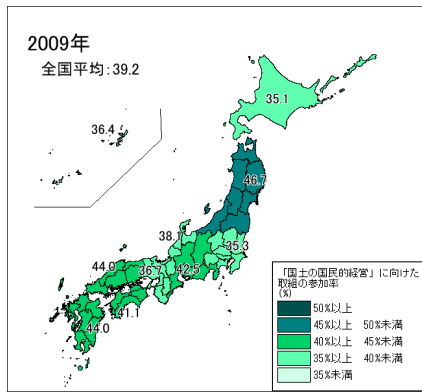 2009年
全国平均:39.2
35.1
36.4
46.7
38.1
35.3
44.0
36.7
42.5
41.1
44.0
「国土の国民的経営」に向けた
取組の参加率
(%)
50%以上
45%以上 50%未満
40%以上 45%未満
35%以上 40%未満
35%未満